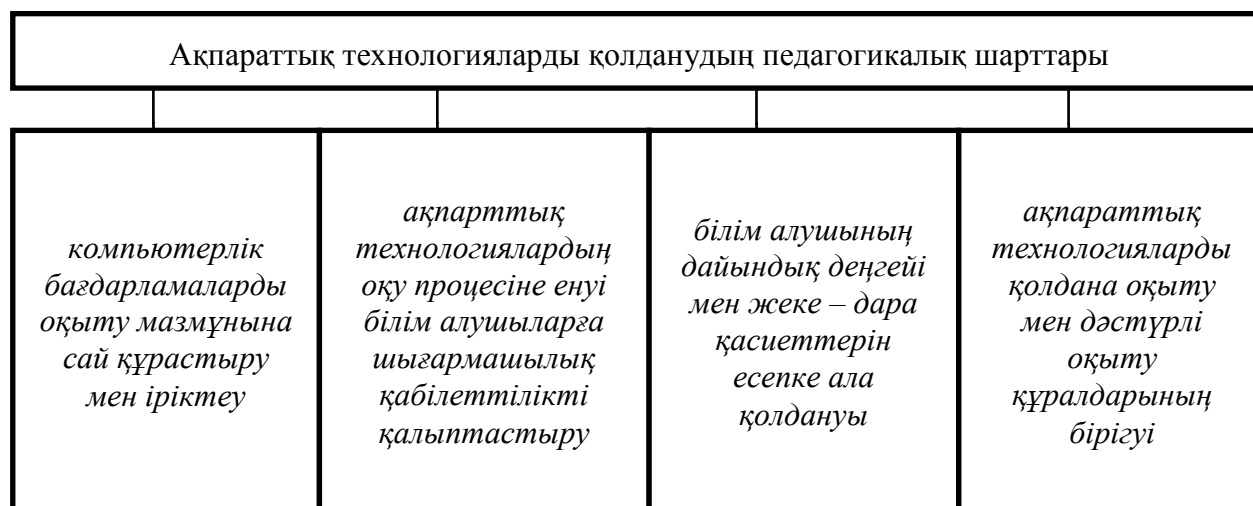 Ақпараттық технологияларды қолданудың педагогикалық шарттары
компьютерлік
бағдарламаларды
оқыту мазмұнына
сай құрастыру
мен іріктеу
ақпарттық
технологиялардың
оқу процесіне енуі
білім алушыларға
шығармашылық
қабілеттілікті
қалыптастыру
білім алушының
дайындық деңгейі
мен жеке – дара
қасиеттерін
есепке ала
қолдануы
ақпараттық
технологияларды
қолдана оқыту
мен дәстүрлі
оқыту
құралдарының
бірігуі